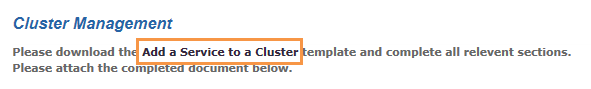 Cluster Management
Please download the Add a Service to a Cluster template and complete all relevent sections.
Please attach the completed document below.